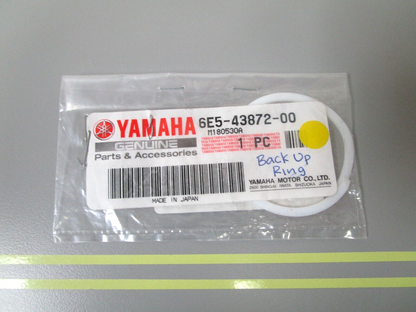 YAMAHA 6E5-43872-00
M180530A
GENUINE
Parts & Accessories
1 PC
Back Up
Ring
YAMAHA MOTOR CO.,LTD.
MADE IN JAPAN